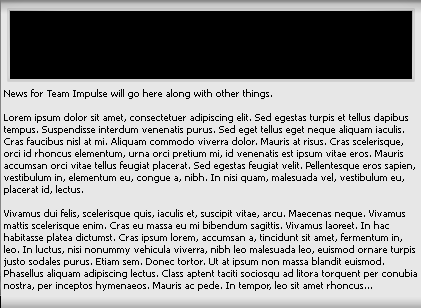 News for Team Impulse will go here along with other things.
Lorem ipsum dolor sit amet, consectetuer adipiscing elit. Sed egestas turpis et tellus dapibus
tempus. Suspendisse interdum venenatis purus. Sed eget tellus eget neque aliquam iaculis.
Cras faucibus nisl at mi. Aliquam commodo viverra dolor. Mauris at risus. Cras scelerisque,
orci id rhoncus elementum, urna orci pretium mi, id venenatis est ipsum vitae eros. Mauris
accumsan orci vitae tellus feugiat placerat. Sed egestas feugiat velit. Pellentesque eros sapien,
vestibulum in, elementum eu, congue a, nibh. In nisi quam, malesuada vel, vestibulum eu,
placerat id, lectus.
Vivamus dui felis, scelerisque quis, iaculis et, suscipit vitae, arcu. Maecenas neque. Vivamus
mattis scelerisque enim. Cras eu massa eu mi bibendum sagittis. Vivamus laoreet. In hac
habitasse platea dictumst. Cras ipsum lorem, accumsan a, tincidunt sit amet, fermentum in,
leo. In luctus, nisi nonummy vehicula viverra, nibh leo malesuada leo, euismod ornare turpis
justo sodales purus. Etiam sem. Donec tortor. Ut at ipsum non massa blandit euismod.
Phasellus aliquam adipiscing lectus. Class aptent taciti sociosqu ad litora torquent per conubia
nostra, per inceptos hymenaeos. Mauris ac pede. In tempor, leo sit amet rhoncus...